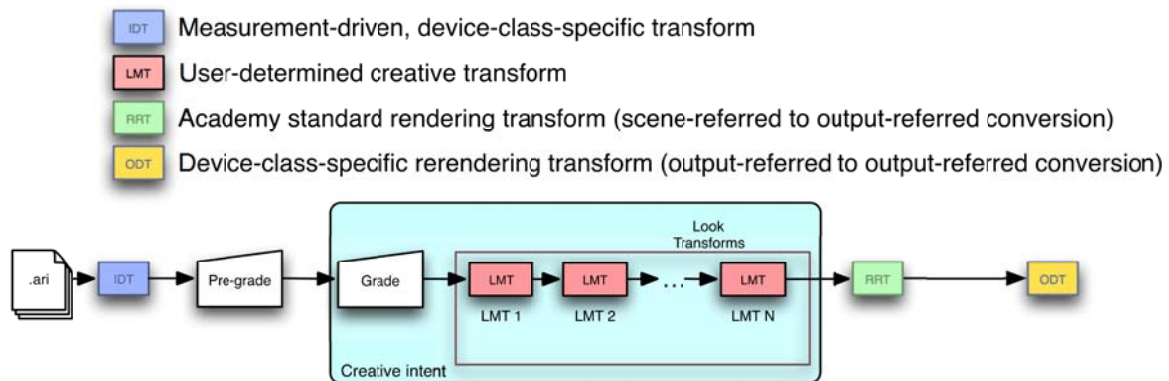 IDT Measurement-driven, device-class-specific transform
LMT User-determined creative transform
RRT Academy standard rendering transform (scene-referred to output-referred conversion)
ODT Device-class-specific rerendering transform (output-referred to output-referred conversion)
Look
Transforms
.ari IDT Pre-grade Grade LMT LMT ... LMT RRT ODT
LMT 1 LMT 2 LMT N
Creative intent